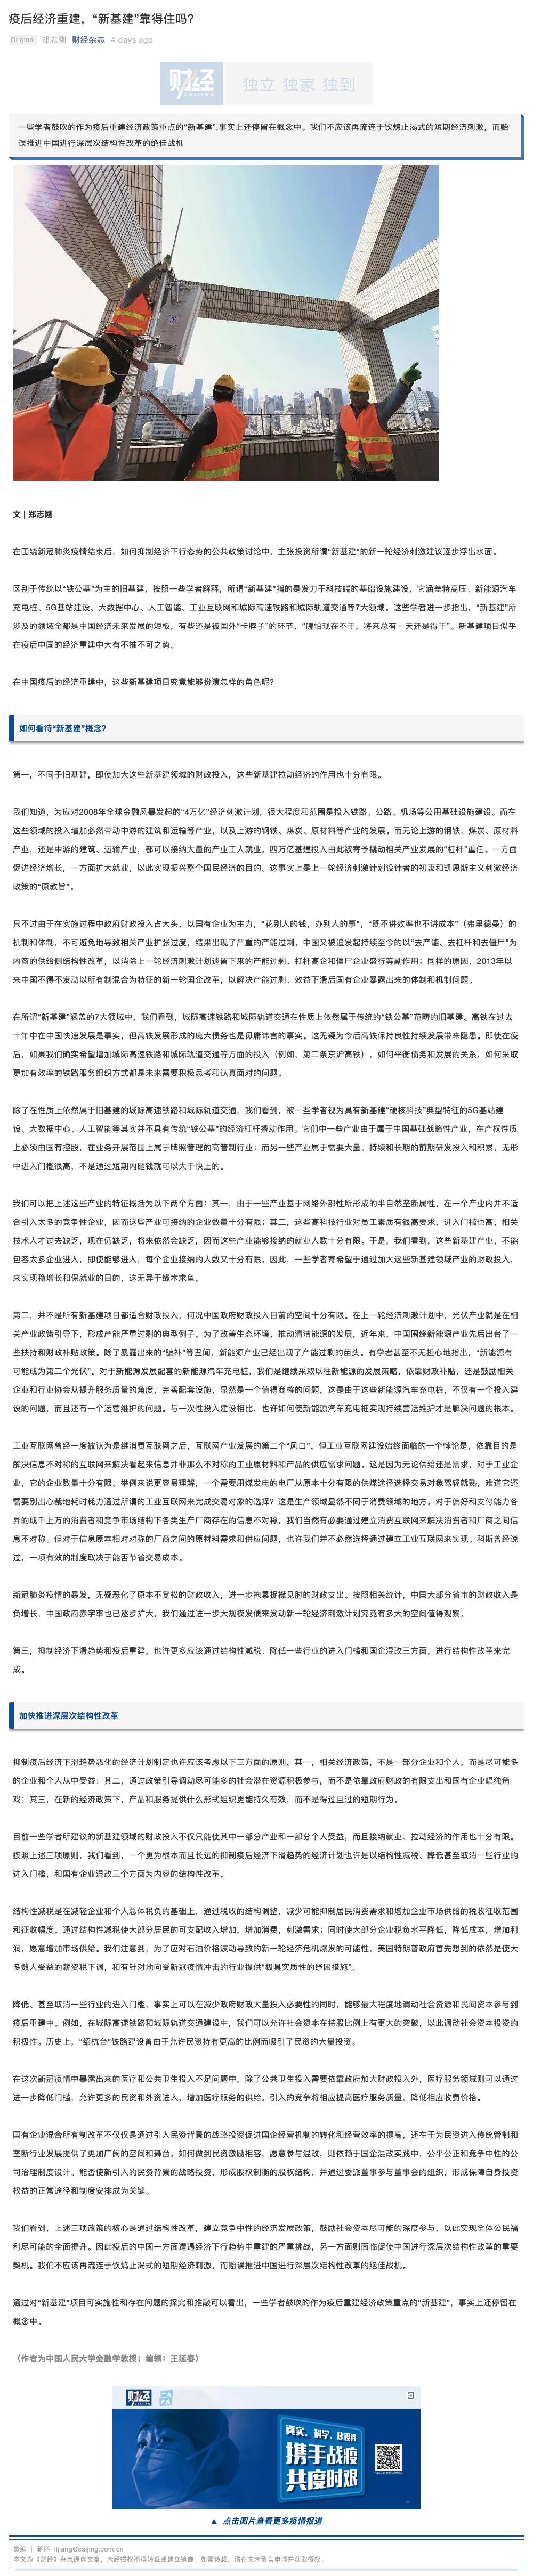 疫后经济重建，“新基建”靠得住吗？
Original 郑志刚 财经杂志 4 days ago
财经 CAIJING 独立 独家 独到
一些学者鼓吹的作为疫后重建经济政策重点的“新基建”,事实上还停留在概念中。我们不应该再流连于饮鸩止渴式的短期经济刺激，而贻
误推进中国进行深层次结构性改革的绝佳战机
文 | 郑志刚
在围绕新冠肺炎疫情结束后，如何抑制经济下行态势的公共政策讨论中，主张投资所谓“新基建”的新一轮经济刺激建议逐步浮出水面。
区别于传统以“铁公基”为主的旧基建，按照一些学者解释，所谓“新基建”指的是发力于科技端的基础设施建设，它涵盖特高压、新能源汽车
充电桩、5G基站建设、大数据中心、人工智能、工业互联网和城际高速铁路和城际轨道交通等7大领域。这些学者进一步指出，“新基建”所
涉及的领域全都是中国经济未来发展的短板，有些还是被国外“卡脖子”的环节，“哪怕现在不干，将来总有一天还是得干”。新基建项目似乎
在疫后中国的经济重建中大有不推不可之势。
在中国疫后的经济重建中，这些新基建项目究竟能够扮演怎样的角色呢？
如何看待“新基建”概念？
第一，不同于旧基建，即使加大这些新基建领域的财政投入，这些新基建拉动经济的作用也十分有限。
我们知道，为应对2008年全球金融风暴发起的“4万亿”经济刺激计划，很大程度和范围是投入铁路、公路、机场等公用基础设施建设。而在
这些领域的投入增加必然带动中游的建筑和运输等产业，以及上游的钢铁、煤炭、原材料等产业的发展。而无论上游的钢铁、煤炭、原材料
产业，还是中游的建筑、运输产业，都可以接纳大量的产业工人就业。四万亿基建投入由此被寄予撬动相关产业发展的“杠杆”重任。一方面
促进经济增长，一方面扩大就业，以此实现振兴整个国民经济的目的。这事实上是上一轮经济刺激计划设计者的初衷和凯恩斯主义刺激经济
政策的“原教旨”。
只不过由于在实施过程中政府财政投入占大头，以国有企业为主力，“花别人的钱，办别人的事”，“既不讲效率也不讲成本”（弗里德曼）的
机制和体制，不可避免地导致相关产业扩张过度，结果出现了严重的产能过剩。中国又被迫发起持续至今的以“去产能、去杠杆和去僵尸”为
内容的供给侧结构性改革，以消除上一轮经济刺激计划遗留下来的产能过剩、杠杆高企和僵尸企业盛行等副作用；同样的原因，2013年以
来中国不得不发动以所有制混合为特征的新一轮国企改革，以解决产能过剩、效益下滑后国有企业暴露出来的体制和机制问题。
在所谓“新基建”涵盖的7大领域中，我们看到，城际高速铁路和城际轨道交通在性质上依然属于传统的“铁公基”范畴的旧基建。高铁在过去
十年中在中国快速发展是事实，但高铁发展形成的庞大债务也是毋庸讳言的事实。这无疑为今后高铁保持良性持续发展带来隐患。即使在疫
后，如果我们确实希望增加城际高速铁路和城际轨道交通等方面的投入（例如，第二条京沪高铁），如何平衡债务和发展的关系，如何采取
更加有效率的铁路服务组织方式都是未来需要积极思考和认真面对的问题。
除了在性质上依然属于旧基建的城际高速铁路和城际轨道交通，我们看到，被一些学者视为具有新基建“硬核科技”典型特征的5G基站建
设、大数据中心、人工智能等其实并不具有传统“铁公基”的经济杠杆撬动作用。它们中一些产业由于属于中国基础战略性产业，在产权性质
上必须由国有控股，在业务开展范围上属于牌照管理的高管制行业；而另一些产业属于需要大量、持续和长期的前期研发投入和积累，无形
中进入门槛很高，不是通过短期内砸钱就可以大干快上的。
我们可以把上述这些产业的特征概括为以下两个方面：其一，由于一些产业基于网络外部性所形成的半自然垄断属性，在一个产业内并不适
合引入太多的竞争性企业，因而这些产业可接纳的企业数量十分有限；其二，这些高科技行业对员工素质有很高要求，进入门槛也高，相关
技术人才过去缺乏，现在仍缺乏，将来依然会缺乏，因而这些产业能够接纳的就业人数十分有限。于是，我们看到，这些新基建产业，不能
包容太多企业进入，即使能够进入，每个企业接纳的人数又十分有限。因此，一些学者寄希望于通过加大这些新基建领域产业的财政投入，
来实现稳增长和保就业的目的，这无异于缘木求鱼。
第二，并不是所有新基建项目都适合财政投入，何况中国政府财政投入目前的空间十分有限。在上一轮经济刺激计划中，光伏产业就是在相
关产业政策引导下，形成产能严重过剩的典型例子。为了改善生态环境，推动清洁能源的发展，近年来，中国围绕新能源产业先后出台了一
些扶持和财政补贴政策。除了暴露出来的“骗补”等丑闻，新能源产业已经出现了产能过剩的苗头。有学者甚至不无担心地指出，“新能源有
可能成为第二个光伏”。对于新能源发展配套的新能源汽车充电桩，我们是继续采取以往新能源的发展策略，依靠财政补贴，还是鼓励相关
企业和行业协会从提升服务质量的角度，完善配套设施，显然是一个值得商榷的问题。这是由于这些新能源汽车充电桩，不仅有一个投入建
设的问题，而且还有一个运营维护的问题。与一次性投入建设相比，也许如何使新能源汽车充电桩实现持续营运维护才是解决问题的根本。
工业互联网曾经一度被认为是继消费互联网之后，互联网产业发展的第二个“风口”。但工业互联网建设始终面临的一个悖论是，依靠目的是
解决信息不对称的互联网来解决看起来信息并非那么不对称的工业原材料和产品的供应需求问题。这是因为无论供给还是需求，对于工业企
业，它的企业数量十分有限。举例来说更容易理解，一个需要用煤发电的电厂从原本十分有限的供煤途径选择交易对象驾轻就熟，难道它还
需要别出心裁地耗时耗力通过所谓的工业互联网来完成交易对象的选择？这是生产领域显然不同于消费领域的地方。对于偏好和支付能力各
异的成千上万的消费者和竞争市场结构下各类生产厂商存在的信息不对称，我们当然有必要通过建立消费互联网来解决消费者和厂商之间信
息不对称。但对于信息原本相对对称的厂商之间的原材料需求和供应问题，也许我们并不必然选择通过建立工业互联网来实现。科斯曾经说
过，一项有效的制度取决于能否节省交易成本。
新冠肺炎疫情的暴发，无疑恶化了原本不宽松的财政收入，进一步拖累捉襟见肘的财政支出。按照相关统计，中国大部分省市的财政收入是
负增长，中国政府赤字率也已逐步扩大，我们通过进一步大规模发债来发动新一轮经济刺激计划究竟有多大的空间值得观察。
第三，抑制经济下滑趋势和疫后重建，也许更多应该通过结构性减税、降低一些行业的进入门槛和国企混改三方面，进行结构性改革来完
成。
加快推进深层次结构性改革
抑制疫后经济下滑趋势恶化的经济计划制定也许应该考虑以下三方面的原则。其一，相关经济政策，不是一部分企业和个人，而是尽可能多
的企业和个人从中受益；其二，通过政策引导调动尽可能多的社会潜在资源积极参与，而不是依靠政府财政的有限支出和国有企业唱独角
戏；其三，在新的经济政策下，产品和服务提供什么形式组织更能持久有效，而不是得过且过的短期行为。
目前一些学者所建议的新基建领域的财政投入不仅只能使其中一部分产业和一部分个人受益，而且接纳就业、拉动经济的作用也十分有限。
按照上述三项原则，我们看到，一个更为根本而且长远的抑制疫后经济下滑趋势的经济计划也许是以结构性减税、降低甚至取消一些行业的
进入门槛，和国有企业混改三个方面为内容的结构性改革。
结构性减税是在减轻企业和个人总体税负的基础上，通过税收的结构调整，减少可能抑制居民消费需求和增加企业市场供给的税收征收范围
和征收幅度。通过结构性减税使大部分居民的可支配收入增加，增加消费，刺激需求；同时使大部分企业税负水平降低，降低成本，增加利
润，愿意增加市场供给。我们注意到，为了应对石油价格波动导致的新一轮经济危机爆发的可能性，美国特朗普政府首先想到的依然是使大
多数人受益的薪资税下调，和有针对地向受新冠疫情冲击的行业提供“极具实质性的纾困措施”。
降低、甚至取消一些行业的进入门槛，事实上可以在减少政府财政大量投入必要性的同时，能够最大程度地调动社会资源和民间资本参与到
疫后重建中。例如，在城际高速铁路和城际轨道交通建设中，我们可以允许社会资本在持股比例上有更大的突破，以此调动社会资本投资的
积极性。历史上，“绍杭台”铁路建设曾由于允许民资持有更高的比例而吸引了民资的大量投资。
在这次新冠疫情中暴露出来的医疗和公共卫生投入不足问题中，除了公共卫生投入需要依靠政府加大财政投入外，医疗服务领域则可以通过
进一步降低门槛，允许更多的民资和外资进入，增加医疗服务的供给。引入的竞争将相应提高医疗服务质量，降低相应收费价格。
国有企业混合所有制改革不仅仅是通过引入民资背景的战略投资促进国企经营机制的转化和经营效率的提高，还在于为民资进入传统管制和
垄断行业发展提供了更加广阔的空间和舞台。如何做到民资激励相容，愿意参与混改，则依赖于国企混改实践中，公平公正和竞争中性的公
司治理制度设计。能否使新引入的民资背景的战略投资，形成股权制衡的股权结构，并通过委派董事参与董事会的组织，形成保障自身投资
权益的正常途径和制度安排成为关键。
我们看到，上述三项政策的核心是通过结构性改革，建立竞争中性的经济发展政策，鼓励社会资本尽可能的深度参与，以此实现全体公民福
利尽可能的全面提升。因此疫后的中国一方面遭遇经济下行趋势中重建的严重挑战，另一方面则面临促使中国进行深层次结构性改革的重要
契机。我们不应该再流连于饮鸩止渴式的短期经济刺激，而贻误推进中国进行深层次结构性改革的绝佳战机。
通过对“新基建”项目可实施性和存在问题的探究和推敲可以看出，一些学者鼓吹的作为疫后重建经济政策重点的“新基建”，事实上还停留在
概念中。
（作者为中国人民大学金融学教授；编辑：王延春）
财经
真实、科学、建设性
携手战疫
共度时艰
▲ 点击图片查看更多疫情报道
责编 | 蒋丽 lijiang@caijing.com.cn
本文为《财经》杂志原创文章，未经授权不得转载或建立镜像。如需转载，请在文末留言申请并获取授权。